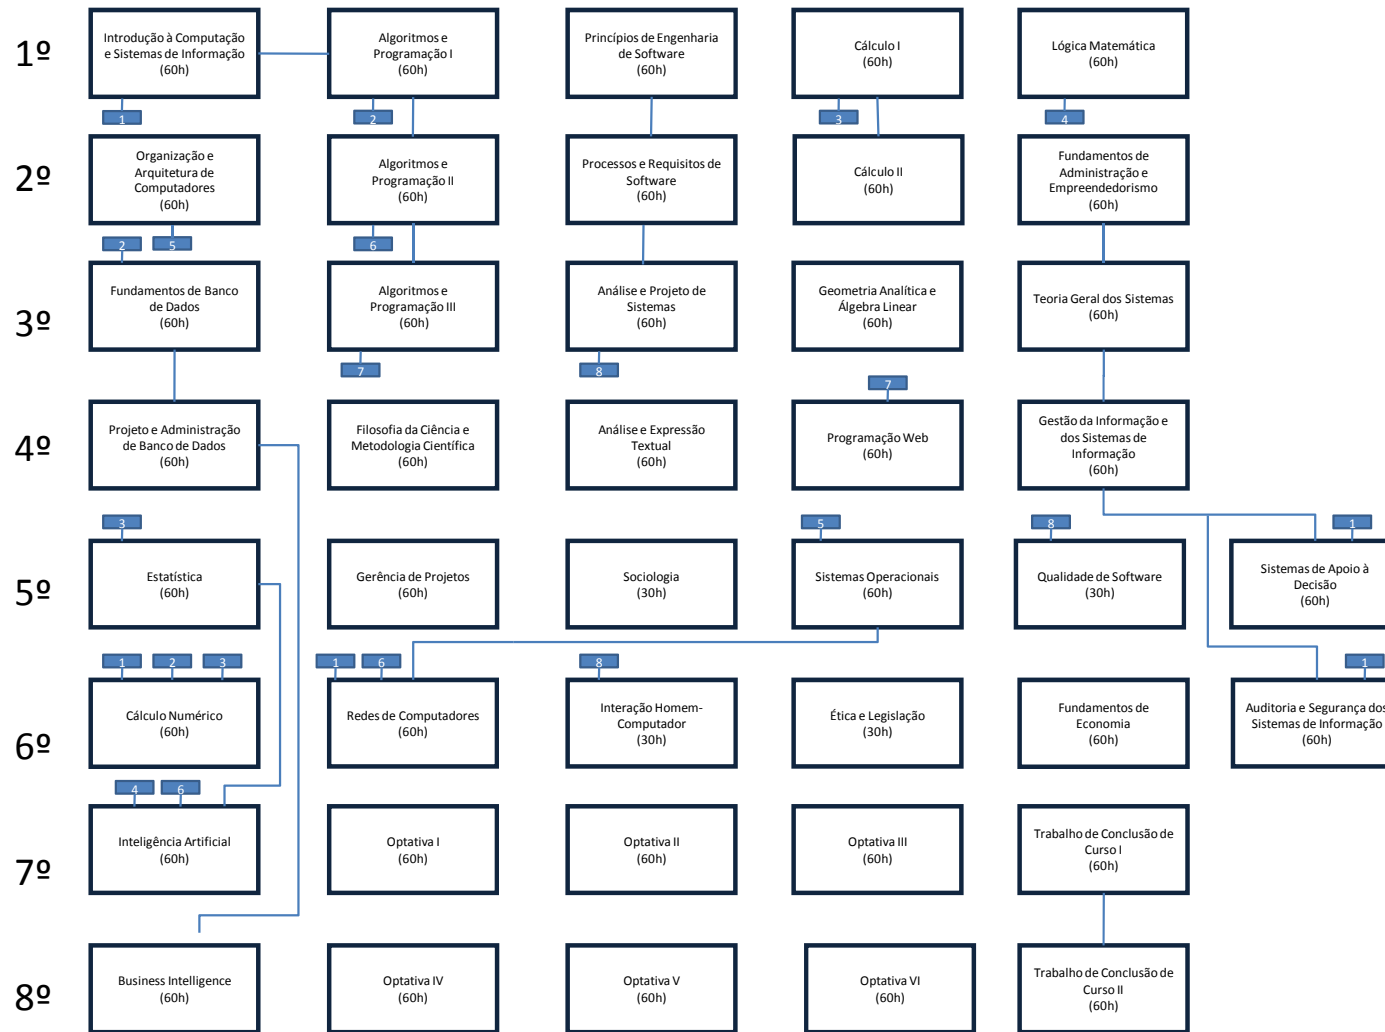 1º
Introdução à Computação
e Sistemas de Informação
(60h)
Algoritmos e
Programação I
(60h)
Princípios de Engenharia
de Software
(60h)
Cálculo I
(60h)
Lógica Matemática
(60h)
1
2
3
4
2º
Organização e
Arquitetura de
Computadores
(60h)
Algoritmos e
Programação II
(60h)
Processos e Requisitos de
Software
(60h)
Cálculo II
(60h)
Fundamentos de
Administração e
Empreendedorismo
(60h)
2
5
6
3º
Fundamentos de Banco
de Dados
(60h)
Algoritmos e
Programação III
(60h)
Análise e Projeto de
Sistemas
(60h)
Geometria Analítica e
Álgebra Linear
(60h)
Teoria Geral dos Sistemas
(60h)
7
8
7
4º
Projeto e Administração
de Banco de Dados
(60h)
Filosofia da Ciência e
Metodologia Científica
(60h)
Análise e Expressão
Textual
(60h)
Programação Web
(60h)
Gestão da Informação e
dos Sistemas de
Informação
(60h)
3
5
8
1
5º
Estatística
(60h)
Gerência de Projetos
(60h)
Sociologia
(30h)
Sistemas Operacionais
(60h)
Qualidade de Software
(30h)
Sistemas de Apoio à
Decisão
(60h)
1
2
3
1
6
8
1
6º
Cálculo Numérico
(60h)
Redes de Computadores
(60h)
Interação Homem-
Computador
(30h)
Ética e Legislação
(30h)
Fundamentos de
Economia
(60h)
Auditoria e Segurança dos
Sistemas de Informação
(60h)
4
6
7º
Inteligência Artificial
(60h)
Optativa I
(60h)
Optativa II
(60h)
Optativa III
(60h)
Trabalho de Conclusão de
Curso I
(60h)
8º
Business Intelligence
(60h)
Optativa IV
(60h)
Optativa V
(60h)
Optativa VI
(60h)
Trabalho de Conclusão de
Curso II
(60h)